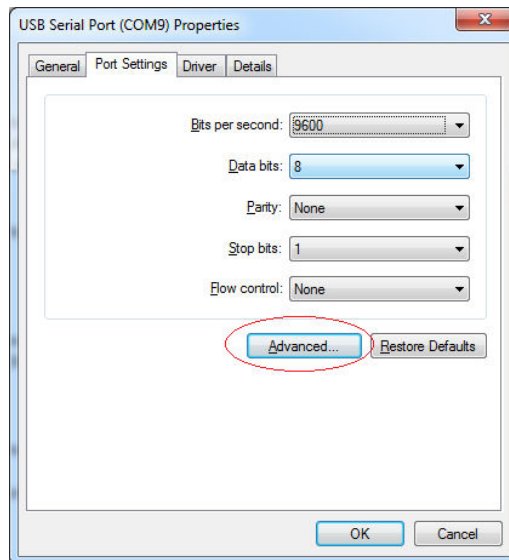 USB Serial Port (COM9) Properties
General Port Settings Driver Details
Bits per second: 9600
Data bits: 8
Parity: None
Stop bits: 1
Flow control: None
Advanced... Restore Defaults
OK Cancel